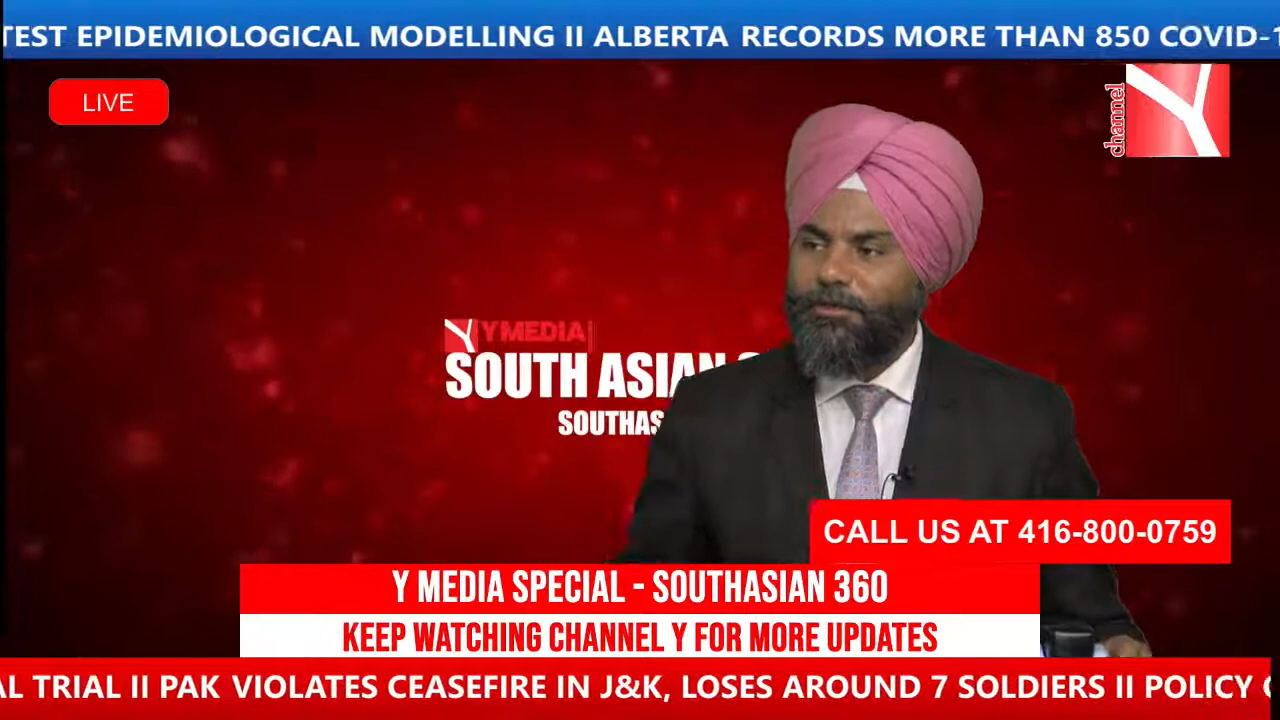 TEST EPIDEMIOLOGICAL MODELLING II ALBERTA RECORDS MORE THAN 850 COVID-1
LIVE
channel
Y
Y YMEDIA
SOUTH ASIAN
SOUTHAS
CALL US AT 416-800-0759
Y MEDIA SPECIAL - SOUTHASIAN 360
KEEP WATCHING CHANNEL Y FOR MORE UPDATES
AL TRIAL II PAK VIOLATES CEASEFIRE IN J&K, LOSES AROUND 7 SOLDIERS II POLICY